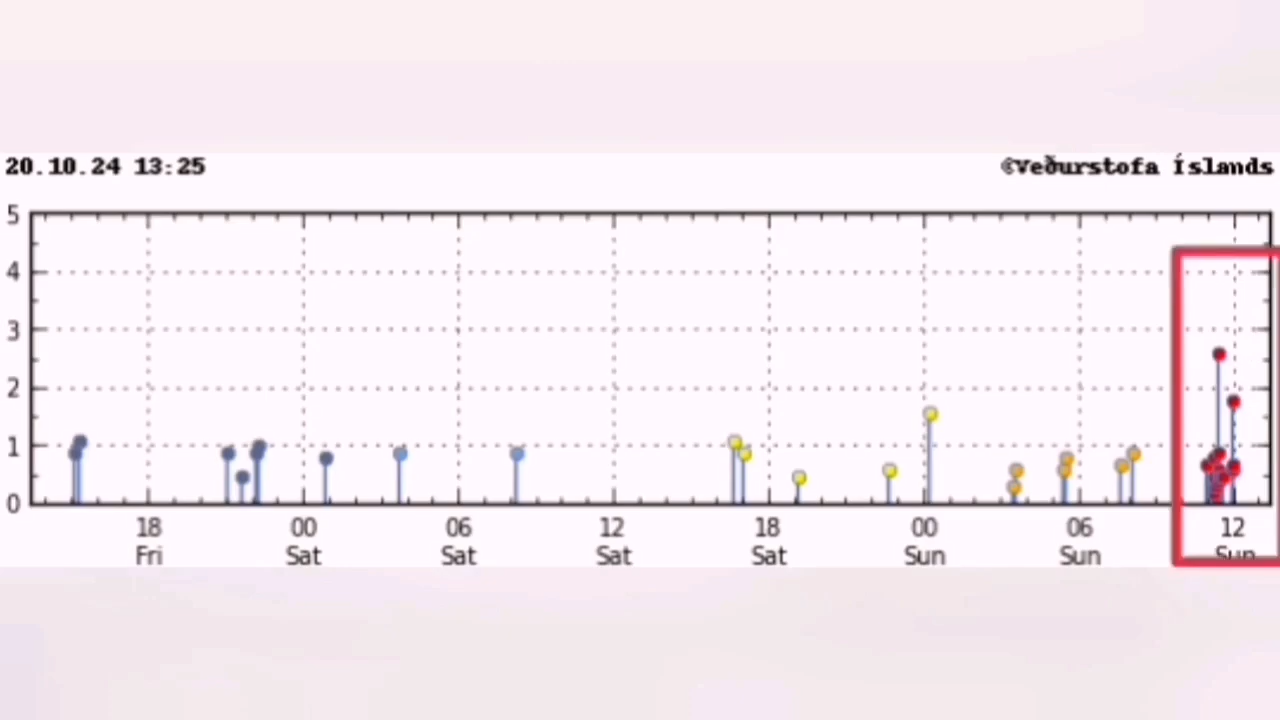 20.10.24 13:25
©Veðurstofa Íslands
5
4
3
2
1
0
18 00 06 12 18 00 06 12
Fri Sat Sat Sat Sat Sun Sun Sun